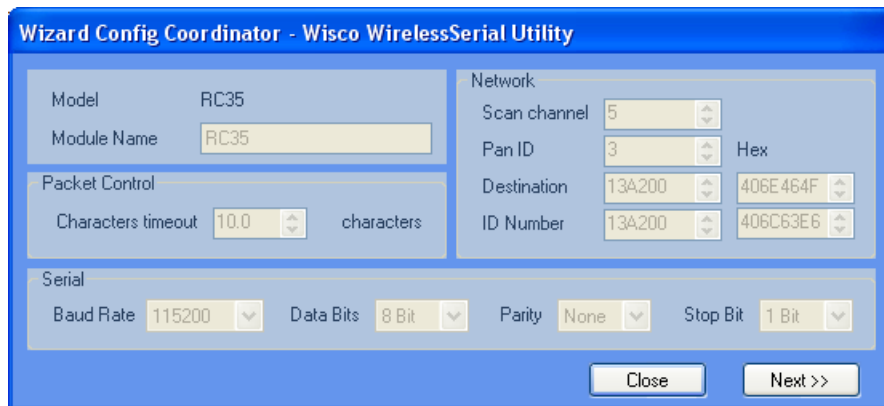 Wizard Config Coordinator - Wisco WirelessSerial Utility
Model RC35
Module Name RC35
Packet Control
Characters timeout 10.0 characters
Network
Scan channel 5
Pan ID 3 Hex
Destination 13A200 406E464F
ID Number 13A200 406C63E6
Serial
Baud Rate 115200 Data Bits 8 Bit Parity None Stop Bit 1 Bit
Close Next >>